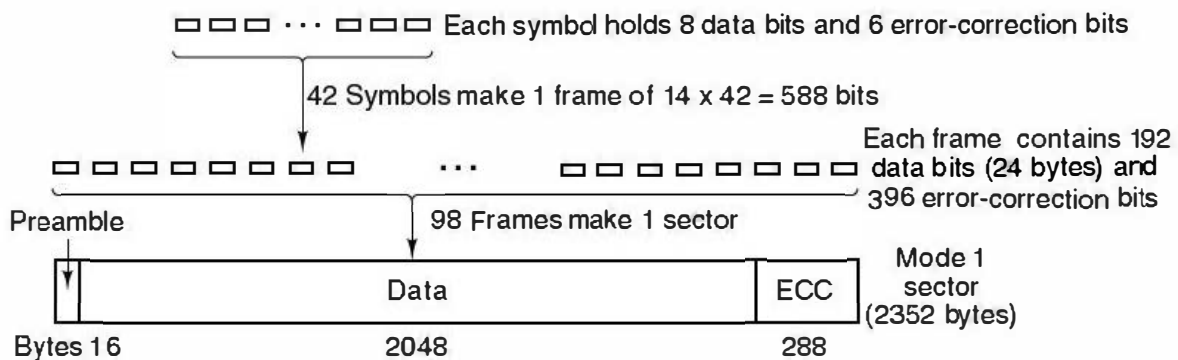 Each symbol holds 8 data bits and 6 error-correction bits
42 Symbols make 1 frame of 14 x 42 = 588 bits
Each frame contains 192
data bits (24 bytes) and
396 error-correction bits
...
Preamble
98 Frames make 1 sector
Data
ECC
Mode 1
sector
(2352 bytes)
Bytes 16
2048
288